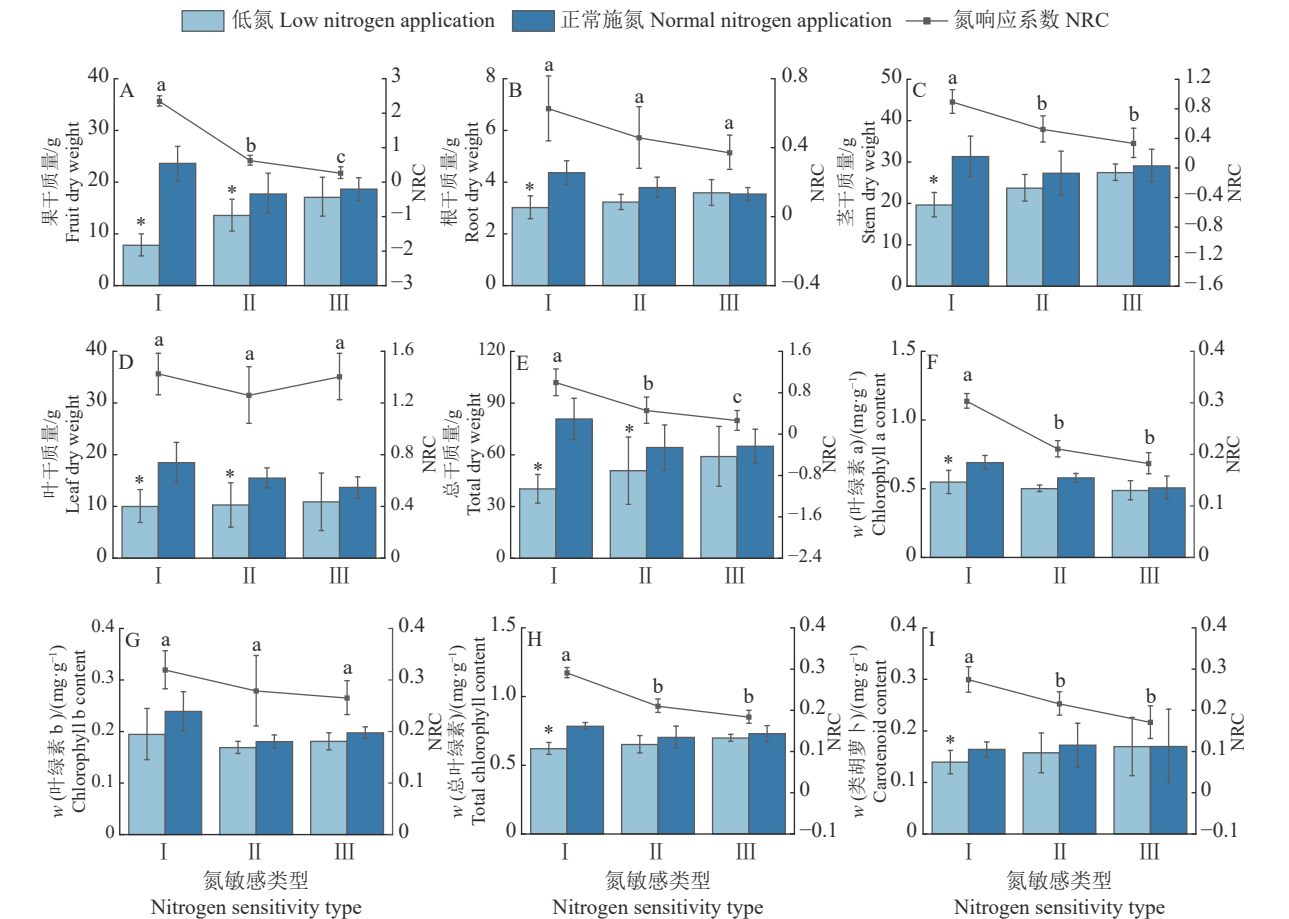 低氮 Low nitrogen application 正常施氮 Normal nitrogen application 氮响应系数 NRC
A
果干质量/g
Fruit dry weight
40
30
20
10
0
3
2
1
0
−1
−2
−3
NRC
a
b
c
*
*
I II III
B
根干质量/g
Root dry weight
8
6
4
2
0
0.8
0.4
0
−0.4
NRC
a
a
a
*
I II III
C
茎干质量/g
Stem dry weight
50
40
30
20
10
0
1.2
0.8
0.4
0
−0.4
−0.8
−1.2
−1.6
NRC
a
b
b
*
I II III
D
叶干质量/g
Leaf dry weight
40
30
20
10
0
1.6
1.2
0.8
0.4
0
NRC
a
a
a
*
*
I II III
E
总干质量/g
Total dry weight
120
90
60
30
0
1.6
0.8
0
−0.8
−1.6
−2.4
NRC
a
b
c
*
*
I II III
F
w (叶绿素 a)/(mg·g⁻¹)
Chlorophyll a content
1.5
1.0
0.5
0
0.4
0.3
0.2
0.1
0
NRC
a
b
b
*
I II III
G
w (叶绿素 b )/(mg·g⁻¹)
Chlorophyll b content
0.4
0.3
0.2
0.1
0
0.4
0.3
0.2
0.1
0
NRC
a
a
a
I II III
氮敏感类型
Nitrogen sensitivity type
H
w (总叶绿素)/(mg·g⁻¹)
Total chlorophyll content
1.5
1.0
0.5
0
0.4
0.3
0.2
0.1
0
−0.1
NRC
a
b
b
*
I II III
氮敏感类型
Nitrogen sensitivity type
I
w (类胡萝卜)/(mg·g⁻¹)
Carotenoid content
0.4
0.3
0.2
0.1
0
0.4
0.3
0.2
0.1
0
−0.1
NRC
a
b
b
*
I II III
氮敏感类型
Nitrogen sensitivity type